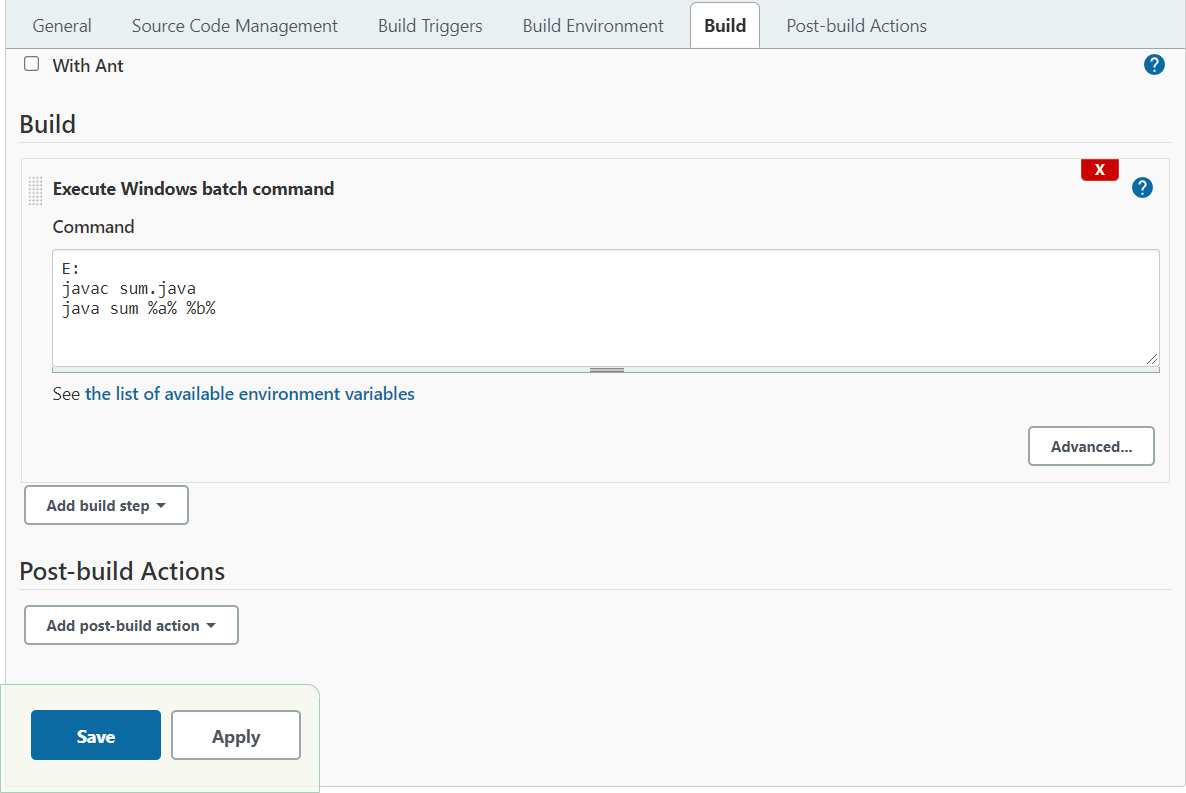 General Source Code Management Build Triggers Build Environment Build Post-build Actions
With Ant ?
Build
X
Execute Windows batch command ?
Command
E:
javac sum.java
java sum %a% %b%
See the list of available environment variables
Advanced...
Add build step
Post-build Actions
Add post-build action
Save Apply